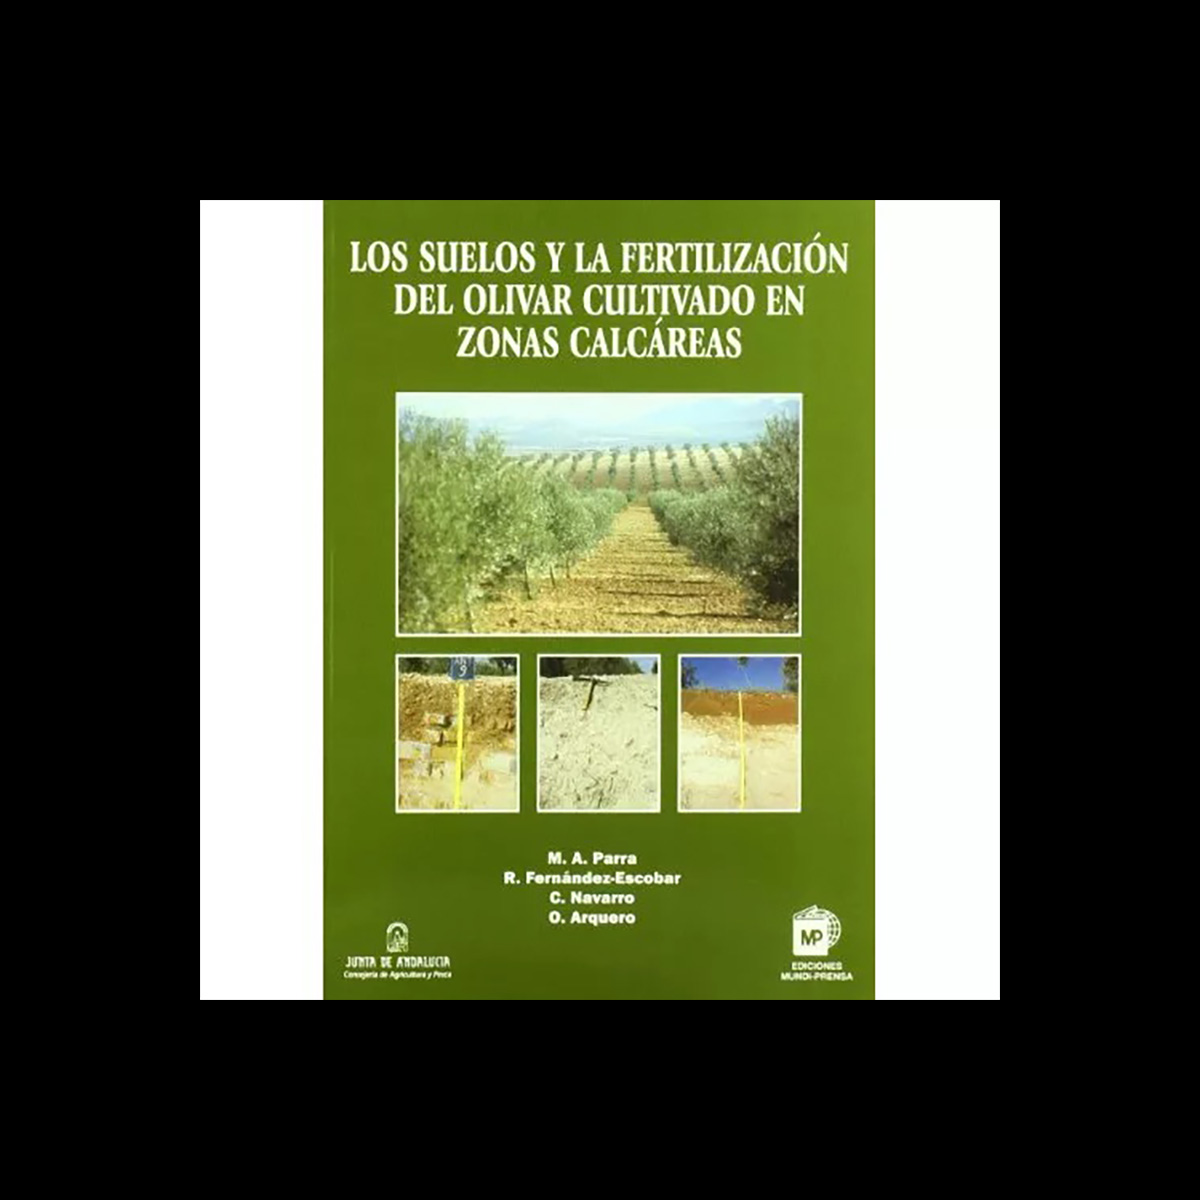 LOS SUELOS Y LA FERTILIZACIÓN
DEL OLIVAR CULTIVADO EN
ZONAS CALCÁREAS
9
M. A. Parra
R. Fernández-Escobar
C. Navarro
O. Arquero
JUNTA DE ANDALUCIA
Consejería de Agricultura y Pesca
MP
EDICIONES
MUNDI-PRENSA